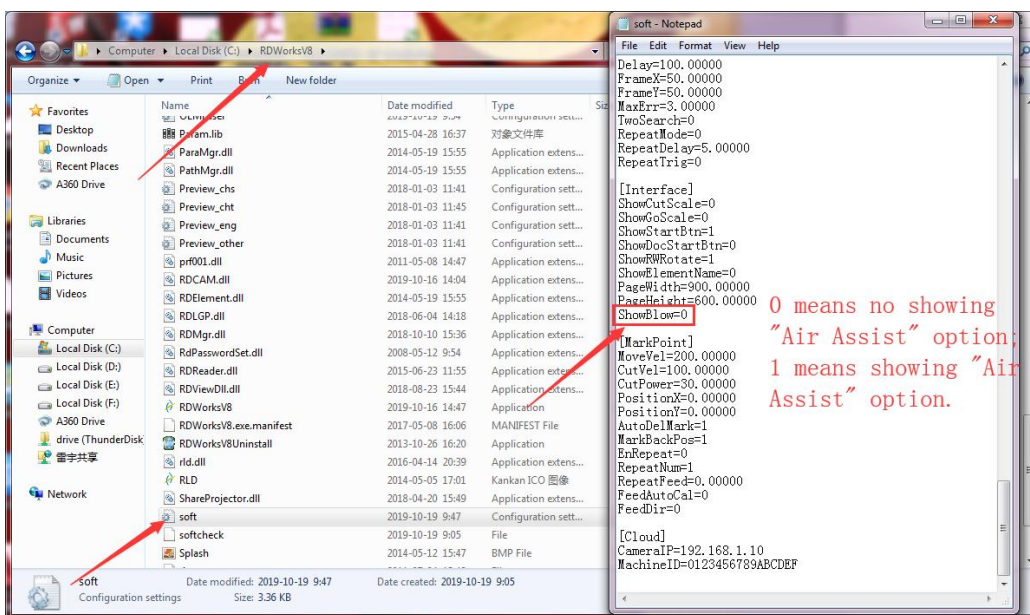 Computer ▸ Local Disk (C:) ▸ RDWorksV8 ▸
Organize ▾ Open ▾ Print New folder
Favorites
Desktop
Downloads
Recent Places
A360 Drive
Libraries
Documents
Music
Pictures
Videos
Computer
Local Disk (C:)
Local Disk (D:)
Local Disk (E:)
Local Disk (F:)
A360 Drive
drive (ThunderDisk
雷宇共享
Network
Name Date modified Type Siz
Param.lib 2015-04-28 16:37 对象文件库
ParaMgr.dll 2014-05-19 15:55 Application extens...
PathMgr.dll 2014-05-19 15:55 Application extens...
Preview_chs 2018-01-03 11:41 Configuration sett...
Preview_cht 2018-01-03 11:45 Configuration sett...
Preview_eng 2018-01-03 11:41 Configuration sett...
Preview_other 2018-01-03 11:41 Configuration sett...
prf001.dll 2011-05-08 14:47 Application extens...
RDCAM.dll 2019-10-16 14:04 Application extens...
RDElement.dll 2014-05-19 15:55 Application extens...
RDLGP.dll 2018-06-04 14:18 Application extens...
RDMgr.dll 2018-10-10 15:36 Application extens...
RdPasswordSet.dll 2008-05-12 9:54 Application extens...
RDReader.dll 2015-06-23 11:55 Application extens...
RDViewDll.dll 2018-08-23 15:44 Application extens...
RDWorksV8 2019-10-16 14:47 Application
RDWorksV8.exe.manifest 2017-05-08 16:06 MANIFEST File
RDWorksV8Uninstall 2013-10-26 16:20 Application
rld.dll 2016-04-14 20:39 Application extens...
RLD 2014-05-05 17:01 Kankan ICO 图像
ShareProjector.dll 2018-04-20 15:49 Application extens...
soft 2019-10-19 9:47 Configuration sett...
softcheck 2019-10-19 9:05 File
Splash 2014-05-12 15:47 BMP File
soft Date modified: 2019-10-19 9:47 Date created: 2019-10-19 9:05
Configuration settings Size: 3.36 KB
soft - Notepad
File Edit Format View Help
Delay=100.00000
FrameX=50.00000
FrameY=50.00000
MaxErr=3.00000
TwoSearch=0
RepeatMode=0
RepeatDelay=5.00000
RepeatTrig=0
[Interface]
ShowCutScale=0
ShowGoScale=0
ShowStartBtn=1
ShowDocStartBtn=0
ShowRWRotate=1
ShowElementName=0
PageWidth=900.00000
PageHeight=600.00000
ShowBlow=0
[MarkPoint]
MoveVel=200.00000
CutVel=100.00000
CutPower=30.00000
PositionX=0.00000
PositionY=0.00000
AutoDelMark=1
MarkBackPos=1
EnRepeat=0
RepeatNum=1
RepeatFeed=0.00000
FeedAutoCal=0
FeedDir=0
[Cloud]
CameraIP=192.168.1.10
MachineID=0123456789ABCDEF
0 means no showing
"Air Assist" option;
1 means showing "Air
Assist" option.